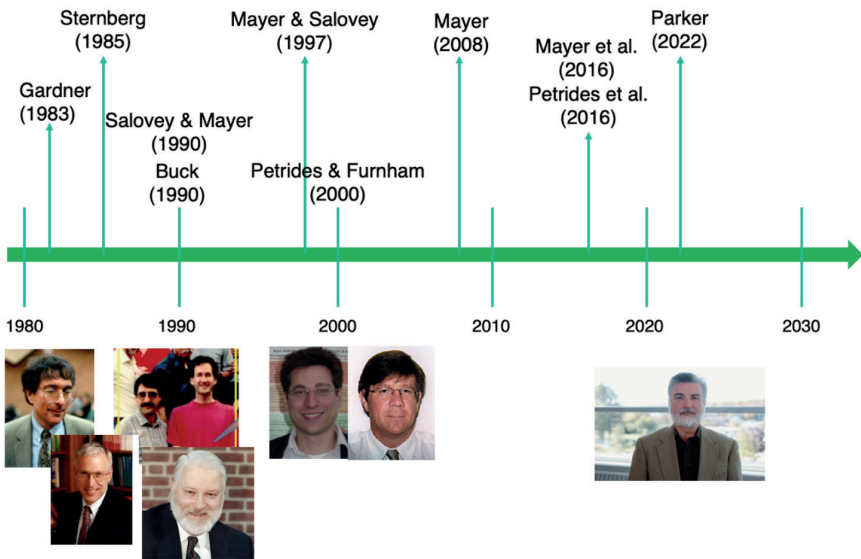 Sternberg
(1985)
Mayer & Salovey
(1997)
Mayer
(2008)
Parker
(2022)
Mayer et al.
(2016)
Petrides et al.
(2016)
Gardner
(1983)
Salovey & Mayer
(1990)
Buck
(1990)
Petrides & Furnham
(2000)
1980
1990
2000
2010
2020
2030